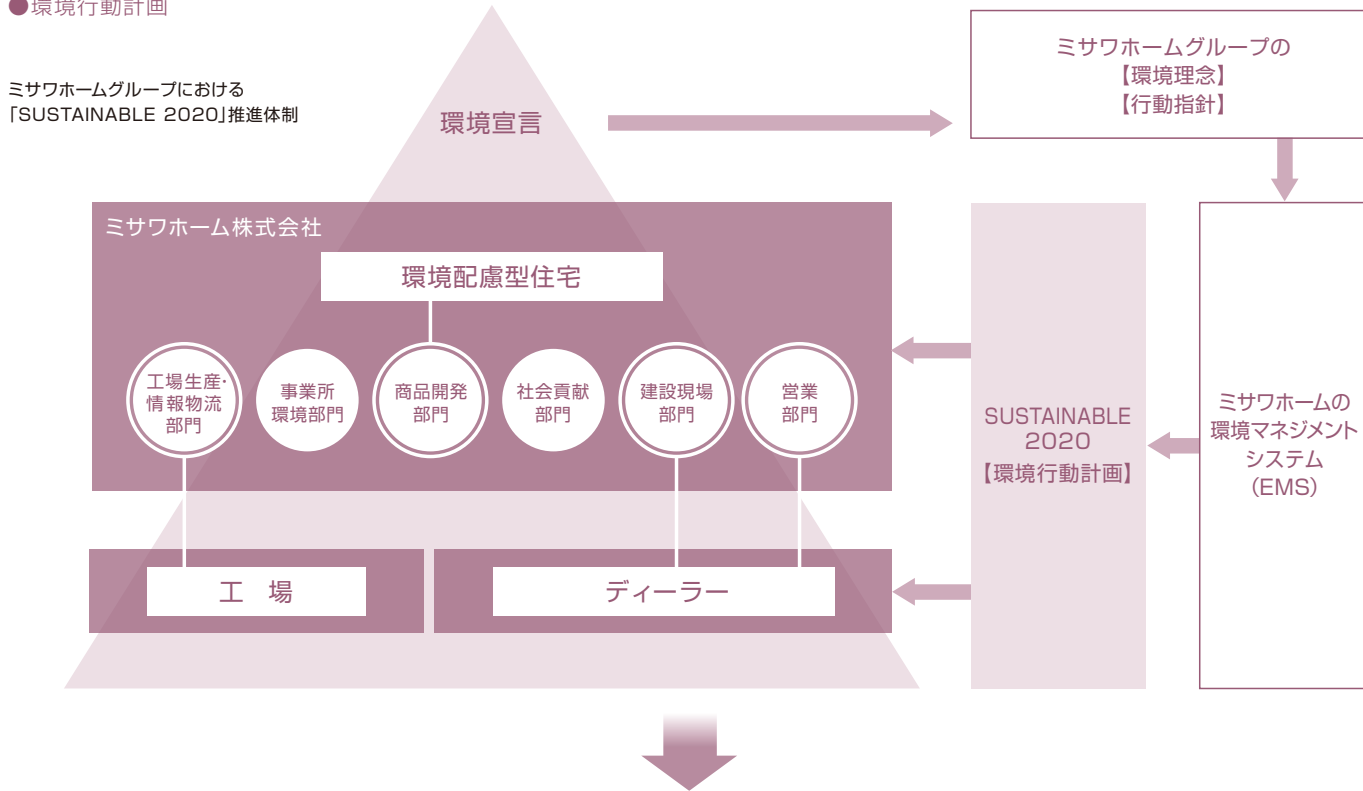 ●環境行動計画
ミサワホームグループにおける
「SUSTAINABLE 2020」推進体制
環境宣言
ミサワホームグループの
【環境理念】
【行動指針】
ミサワホーム株式会社
環境配慮型住宅
工場生産・
情報物流
部門
事業所
環境部門
商品開発
部門
社会貢献
部門
建設現場
部門
営業
部門
SUSTAINABLE
2020
【環境行動計画】
ミサワホームの
環境マネジメント
システム
（EMS）
工　場
ディーラー